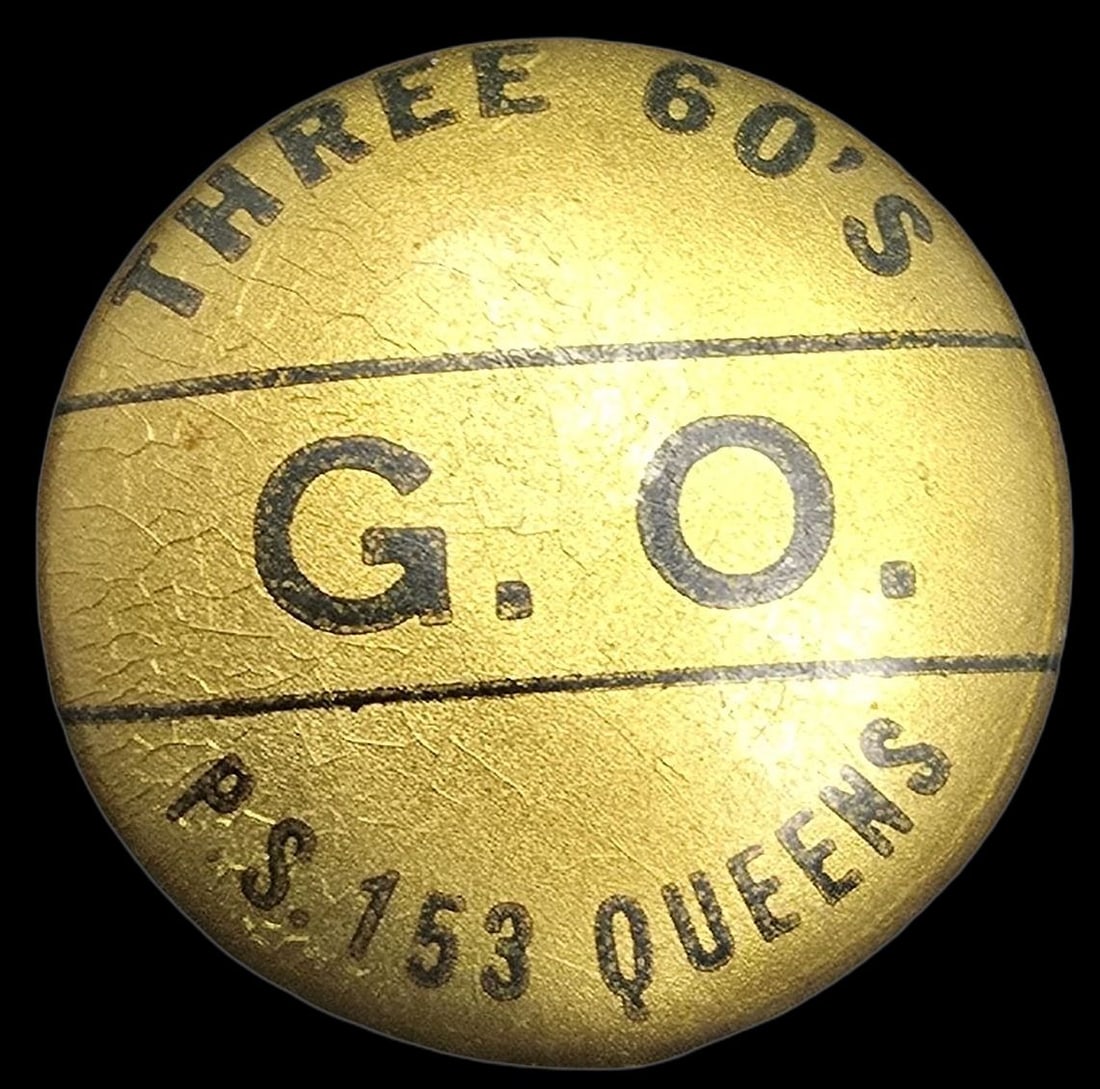 THREE 60'S
G. O.
P.S. 153 QUEENS